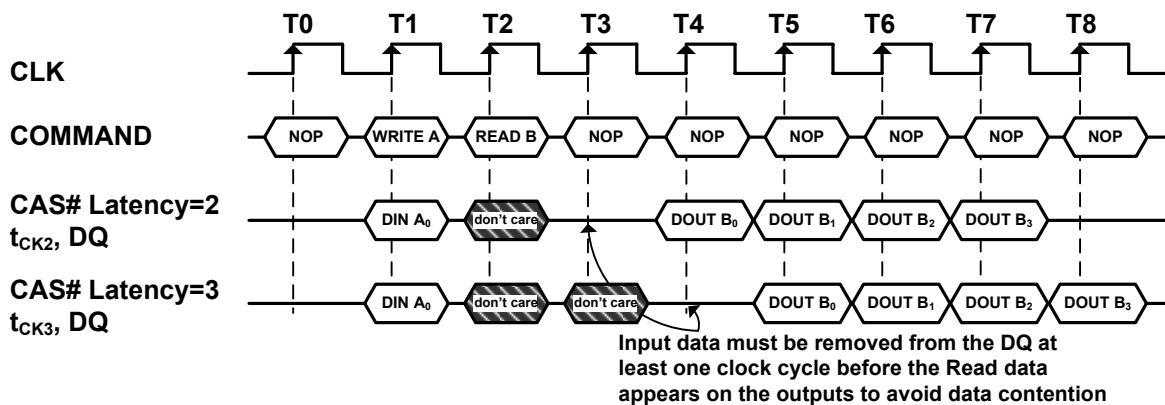 T0 T1 T2 T3 T4 T5 T6 T7 T8
CLK
COMMAND NOP WRITE A READ B NOP NOP NOP NOP NOP NOP
CAS# Latency=2
tCK2, DQ DIN A0 don't care DOUT B0 DOUT B1 DOUT B2 DOUT B3
CAS# Latency=3
tCK3, DQ DIN A0 don't care don't care DOUT B0 DOUT B1 DOUT B2 DOUT B3
Input data must be removed from the DQ at
least one clock cycle before the Read data
appears on the outputs to avoid data contention